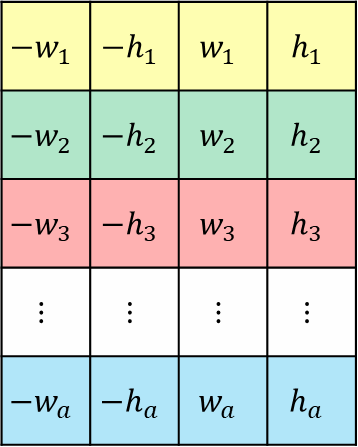 −w₁ −h₁ w₁ h₁
−w₂ −h₂ w₂ h₂
−w₃ −h₃ w₃ h₃
⋮ ⋮ ⋮ ⋮
−wₐ −hₐ wₐ hₐ